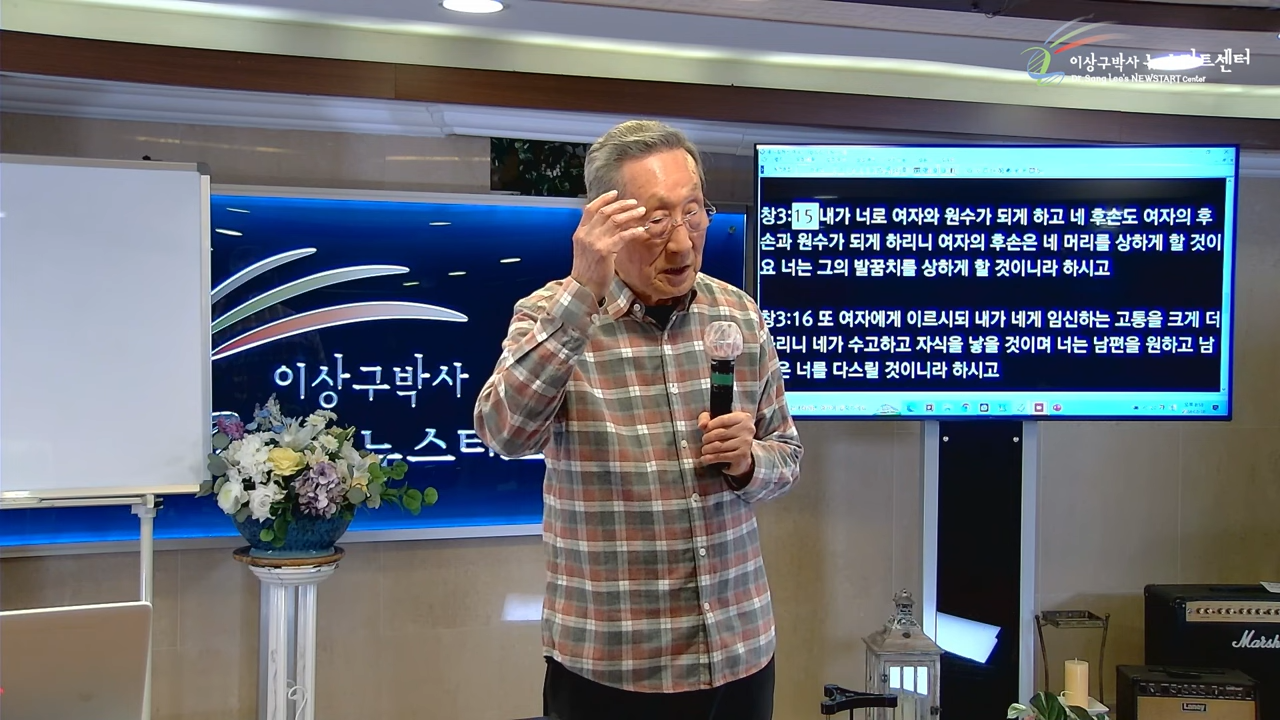 이상구박사
센터
Dr. Sang Lee's NEWSTART Center
창3:15 내가 너로 여자와 원수가 되게 하고 네 후손도 여자의 후
손과 원수가 되게 하리니 여자의 후손은 네 머리를 상하게 할 것이
요 너는 그의 발꿈치를 상하게 할 것이니라 하시고
창3:16 또 여자에게 이르시되 내가 네게 임신하는 고통을 크게 더
리니 네가 수고하고 자식을 낳을 것이며 너는 남편을 원하고 남
은 너를 다스릴 것이니라 하시고
이상구박사
뉴스타
Marsh
Laney